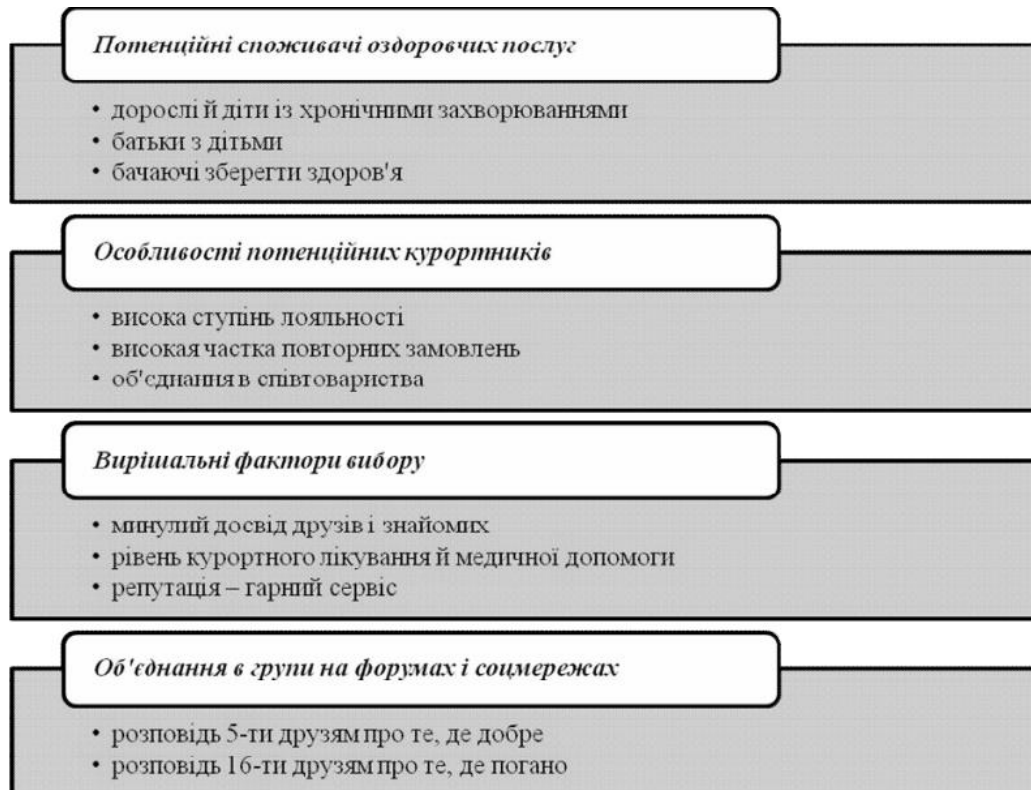 Потенційні споживачі оздоровчих послуг
• дорослі й діти із хронічними захворюваннями
• батьки з дітьми
• бачаючі зберегти здоров'я
Особливості потенційних курортників
• висока ступінь лояльності
• високая частка повторних замовлень
• об'єднання в співтовариства
Вирішальні фактори вибору
• минулий досвід друзів і знайомих
• рівень курортного лікування й медичної допомоги
• репутація – гарний сервіс
Об'єднання в групи на форумах і соцмережах
• розповідь 5-ти друзям про те, де добре
• розповідь 16-ти друзям про те, де погано